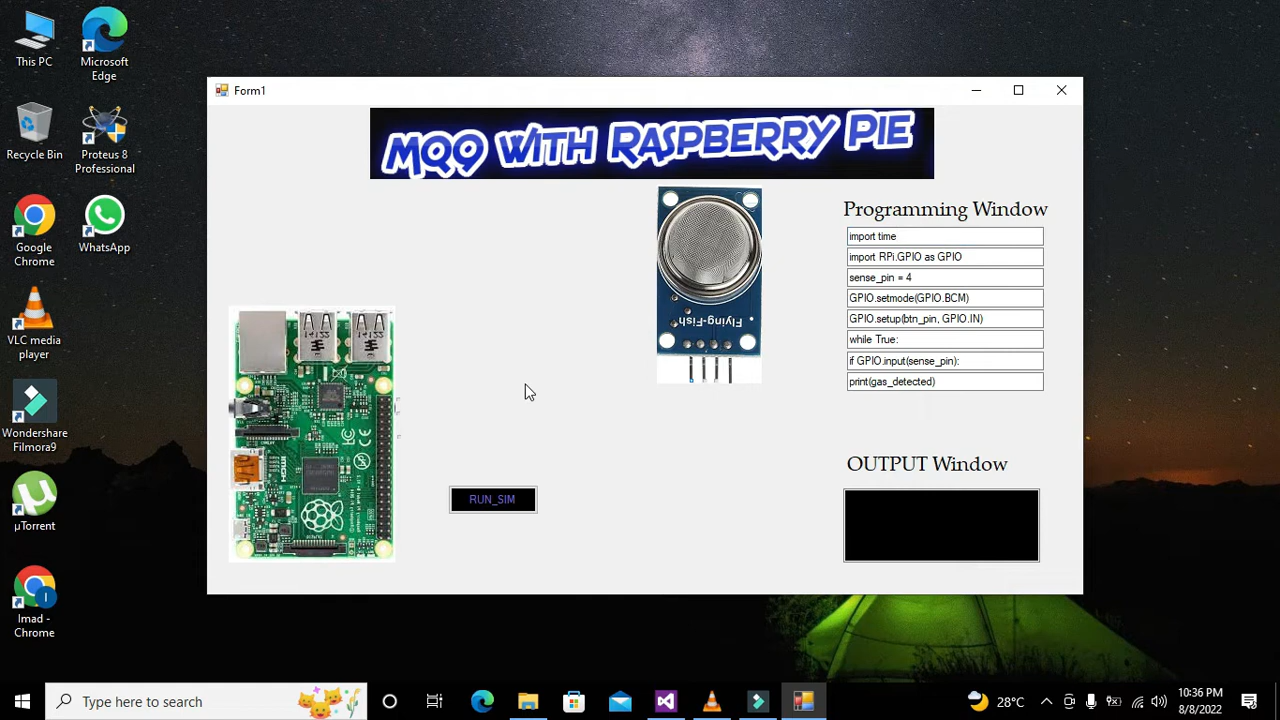 This PC
Microsoft
Edge
Recycle Bin
Proteus 8
Professional
Google
Chrome
WhatsApp
VLC media
player
Wondershare
Filmora9
µTorrent
Imad -
Chrome
I
Form1
MQ9 with Raspberry Pie
Flying-Fish
Programming Window
import time
import RPi.GPIO as GPIO
sense_pin = 4
GPIO.setmode(GPIO.BCM)
GPIO.setup(btn_pin, GPIO.IN)
while True:
if GPIO.input(sense_pin):
print(gas_detected)
RUN_SIM
OUTPUT Window
Type here to search
28°C
10:36 PM
8/8/2022